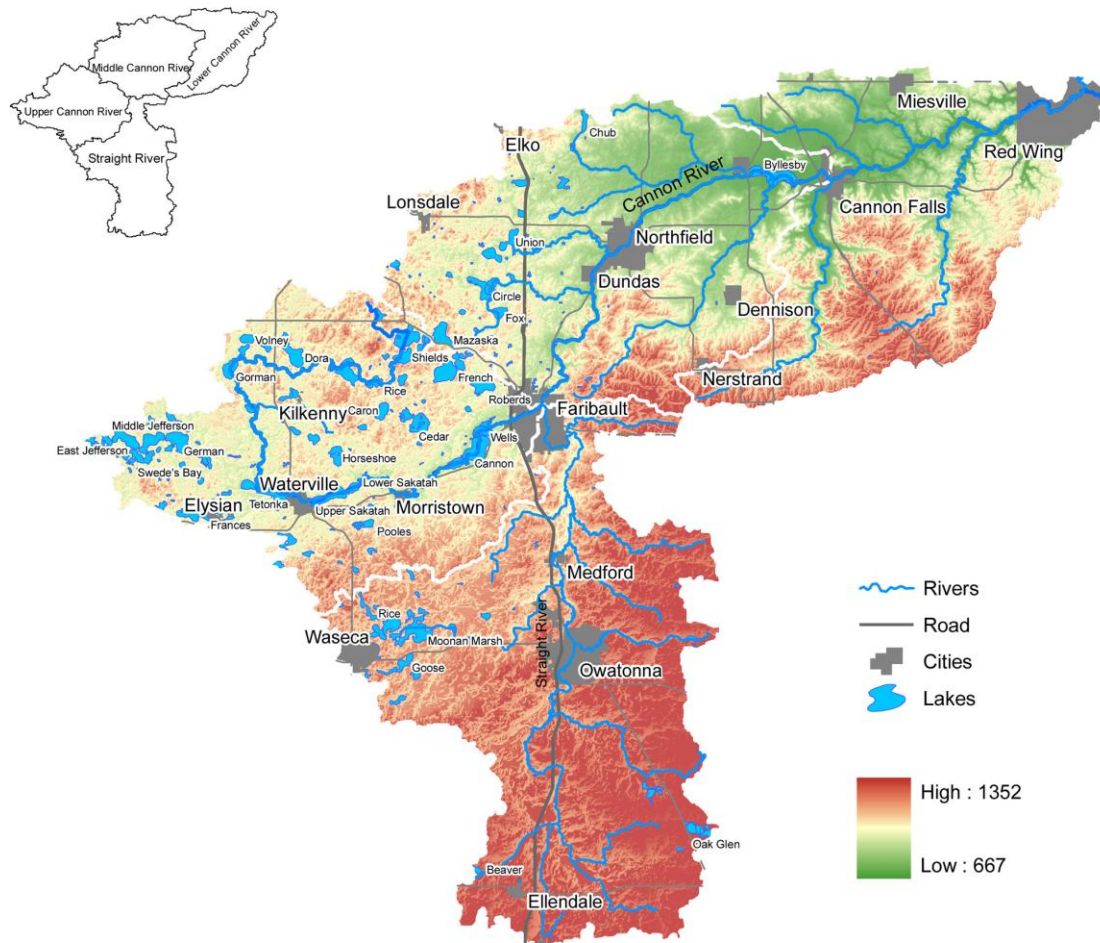 Middle Cannon River
Lower Cannon River
Upper Cannon River
Straight River
Miesville
Red Wing
Chub
Elko
Byllesby
Cannon River
Cannon Falls
Lonsdale
Northfield
Union
Dundas
Circle
Dennison
Fox
Mazaska
Volney
Dora
Shields
French
Nerstrand
Gorman
Rice
Roberds
Kilkenny
Caron
Faribault
Middle Jefferson
Cedar
Wells
East Jefferson
German
Horseshoe
Cannon
Swede's Bay
Waterville
Lower Sakatah
Elysian
Tetonka
Upper Sakatah
Morristown
Frances
Pooles
Medford
Rice
Waseca
Moonan Marsh
Goose
Straight River
Owatonna
Oak Glen
Beaver
Ellendale
Rivers
Road
Cities
Lakes
High : 1352
Low : 667